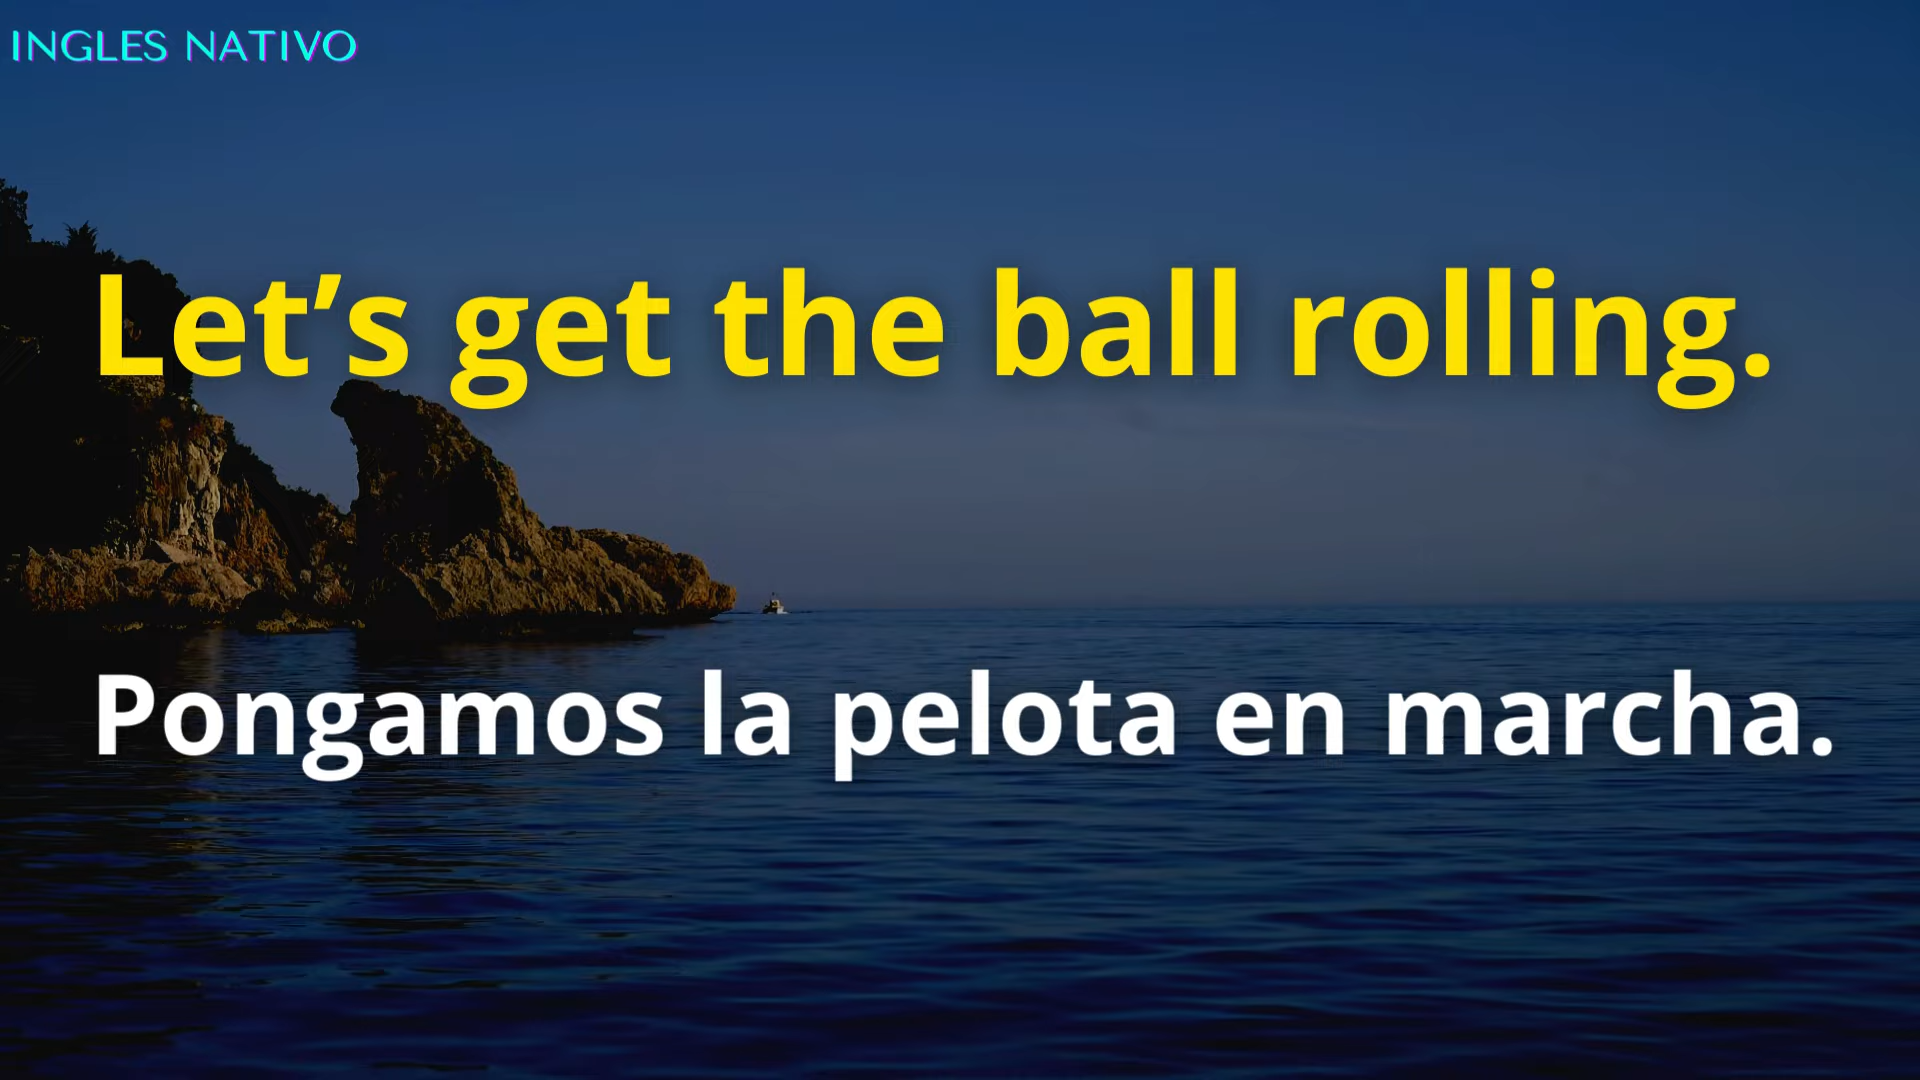 INGLES NATIVO
Let’s get the ball rolling.
Pongamos la pelota en marcha.